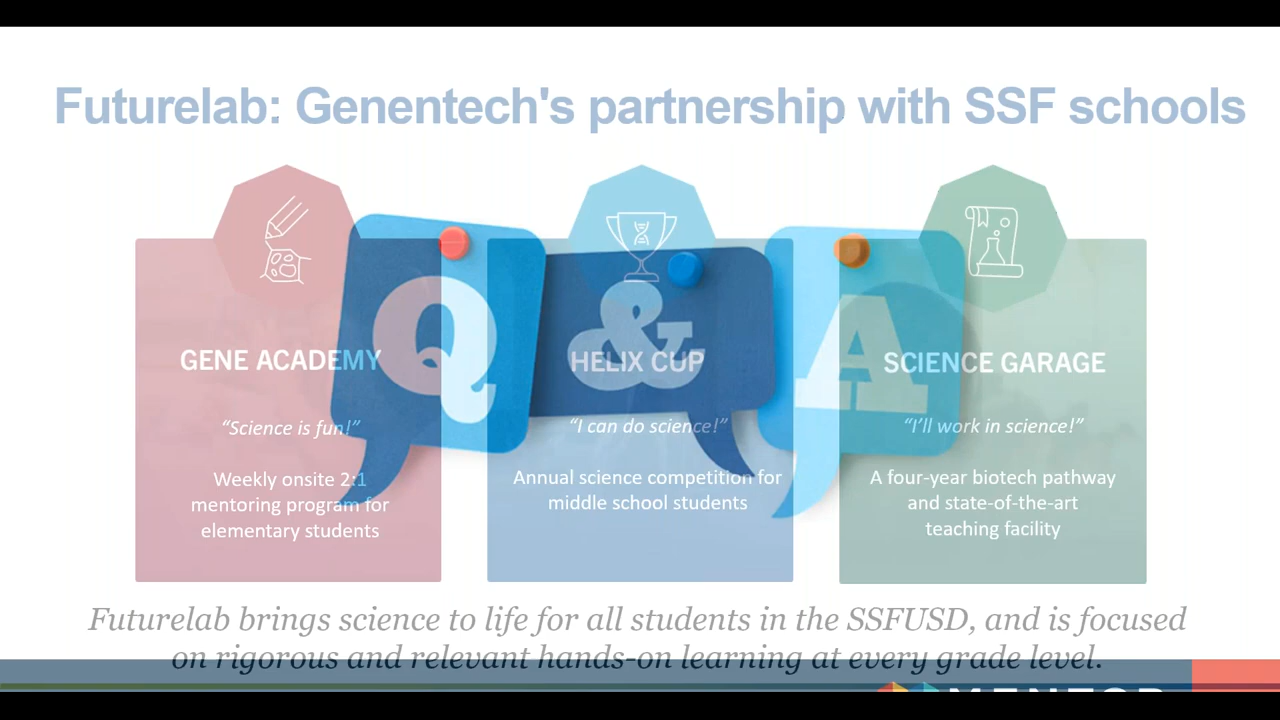 Futurelab: Genentech's partnership with SSF schools
Q & A
GENE ACADEMY
“Science is fun!”
Weekly onsite 2:1
mentoring program for
elementary students
HELIX CUP
“I can do science!”
Annual science competition for
middle school students
SCIENCE GARAGE
“I’ll work in science!”
A four-year biotech pathway
and state-of-the-art
teaching facility
Futurelab brings science to life for all students in the SSFUSD, and is focused
on rigorous and relevant hands-on learning at every grade level.
MENTOR